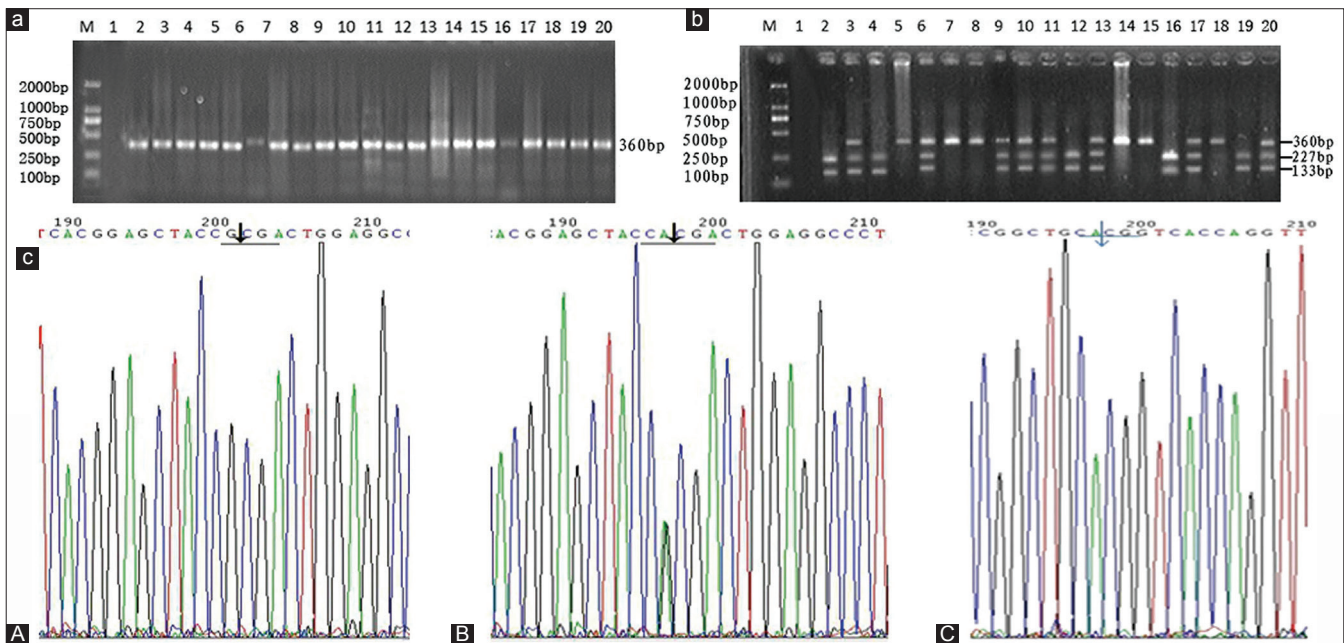 a
M 1 2 3 4 5 6 7 8 9 10 11 12 13 14 15 16 17 18 19 20
2000bp
1000bp
750bp
500bp
250bp
100bp
360bp
b
M 1 2 3 4 5 6 7 8 9 10 11 12 13 14 15 16 17 18 19 20
2000bp
1000bp
750bp
500bp
250bp
100bp
360bp
227bp
133bp
c
190 200 210
TCACGGAGCTACCGCGACTGGAGGC
A
190 200 210
ACGGAGCTACCACGACTGGAGGCCCT
B
190 200 210
CGGCTGCACGGTCACCAGGTT
C